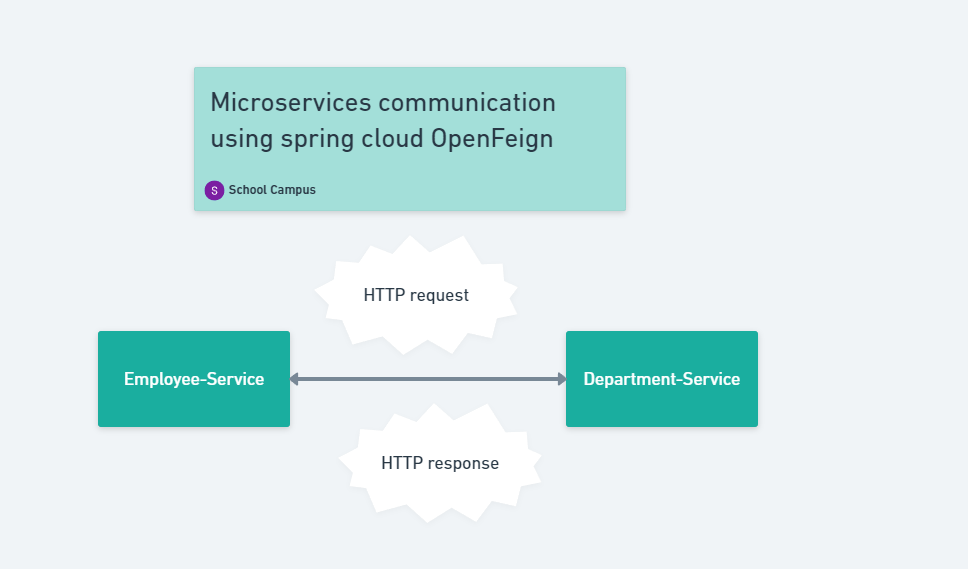 Microservices communication
using spring cloud OpenFeign
S School Campus
HTTP request
Employee-Service
Department-Service
HTTP response